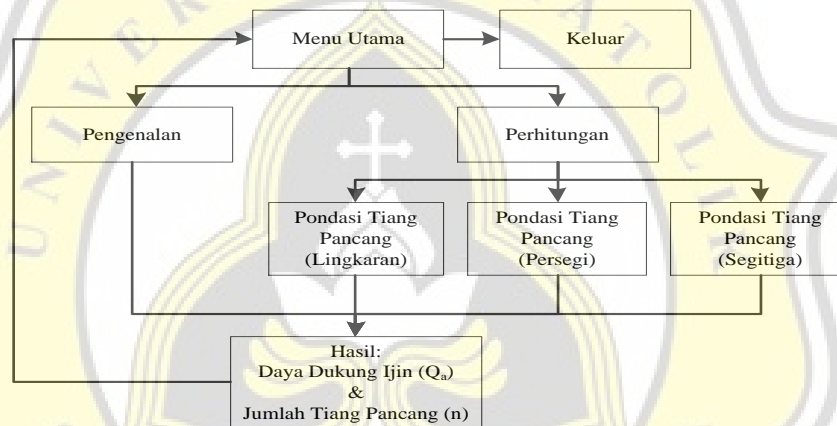 Menu Utama
Keluar
Pengenalan
Perhitungan
Pondasi Tiang
Pancang
(Lingkaran)
Pondasi Tiang
Pancang
(Persegi)
Pondasi Tiang
Pancang
(Segitiga)
Hasil:
Daya Dukung Ijin (Qₐ)
&
Jumlah Tiang Pancang (n)